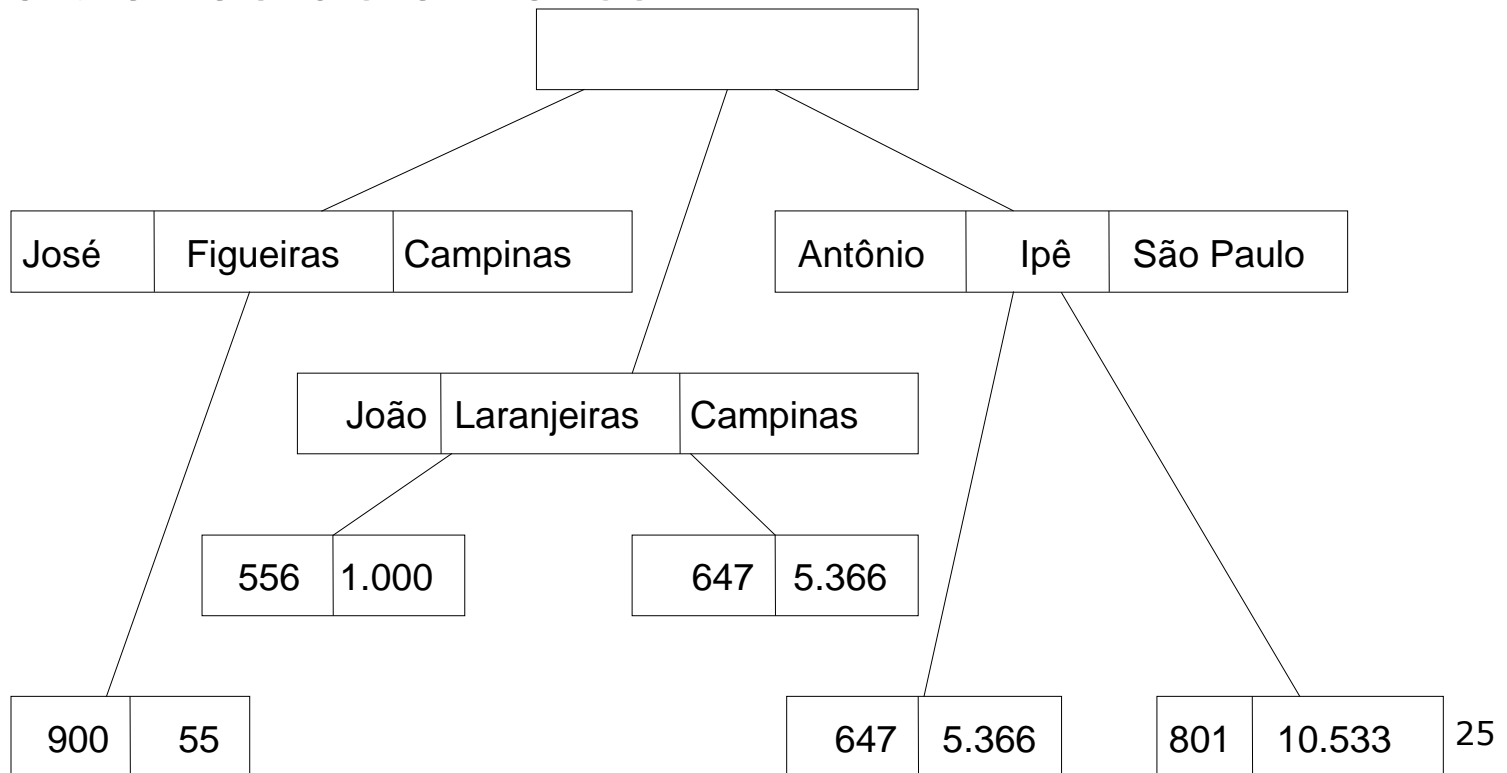 José Figueiras Campinas
Antônio Ipê São Paulo
João Laranjeiras Campinas
556 1.000
647 5.366
900 55
647 5.366
801 10.533
25